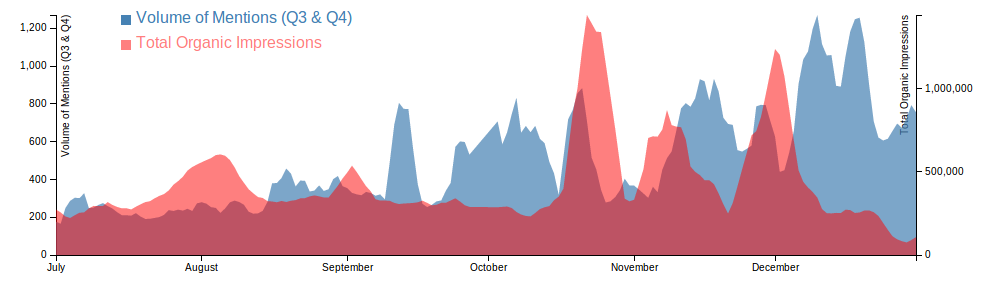 Volume of Mentions (Q3 & Q4)
Total Organic Impressions
Volume of Mentions (Q3 & Q4)
Total Organic Impressions
1,200
1,000
800
600
400
200
0
1,000,000
500,000
0
July
August
September
October
November
December